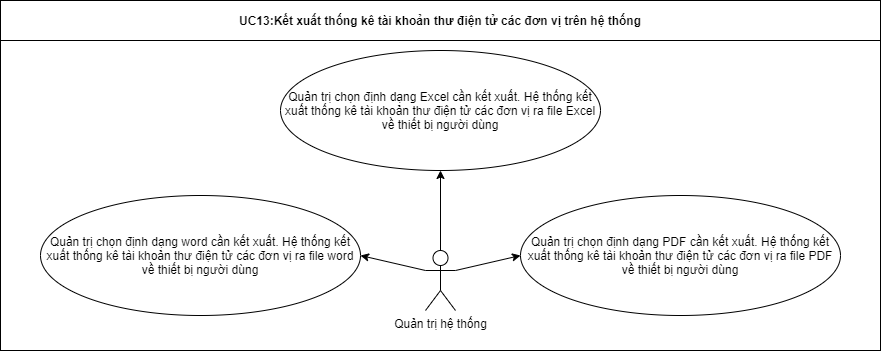 UC13:Kết xuất thống kê tài khoản thư điện tử các đơn vị trên hệ thống
Quản trị chọn định dạng Excel cần kết xuất. Hệ thống kết
xuất thống kê tài khoản thư điện tử các đơn vị ra file Excel
về thiết bị người dùng
Quản trị chọn định dạng word cần kết xuất. Hệ thống kết
xuất thống kê tài khoản thư điện tử các đơn vị ra file word
về thiết bị người dùng
Quản trị chọn định dạng PDF cần kết xuất. Hệ thống kết
xuất thống kê tài khoản thư điện tử các đơn vị ra file PDF
về thiết bị người dùng
Quản trị hệ thống